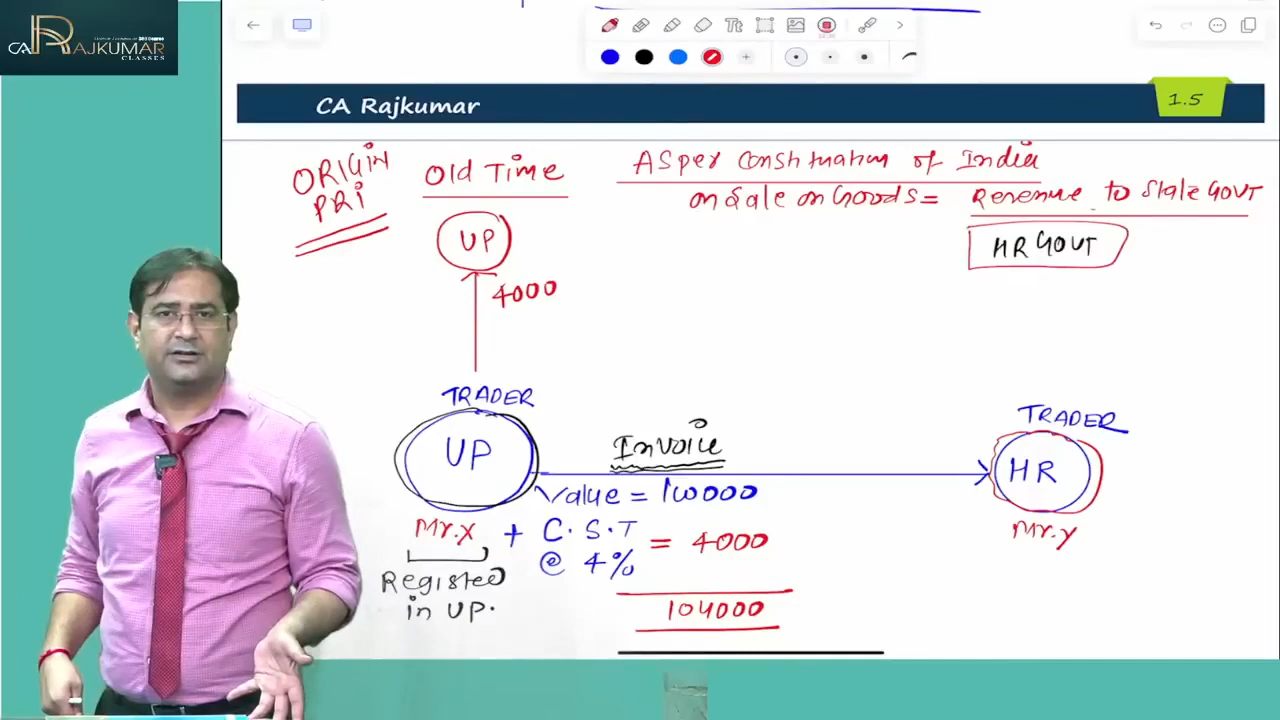 CA RAJKUMAR
CLASSES
Tt
CA Rajkumar
1.5
ORIGIN
PRI
Old Time
As per Constitution of India
on Sale on Goods = Revenue to State GOVT
HR GOVT
UP
4000
TRADER
UP
Invoice
TRADER
HR
Value = 100000
Mr.X
+ C.S.T
@ 4%
= 4000
Mr.y
Registed
in UP.
104000